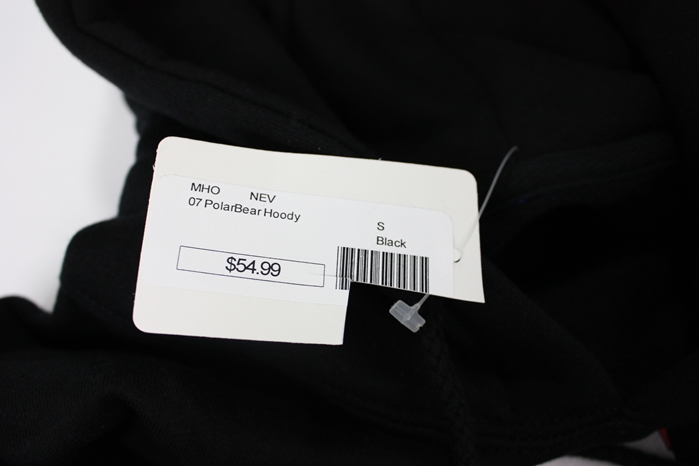 MHO NEV
07 PolarBear Hoody
S
Black
$54.99